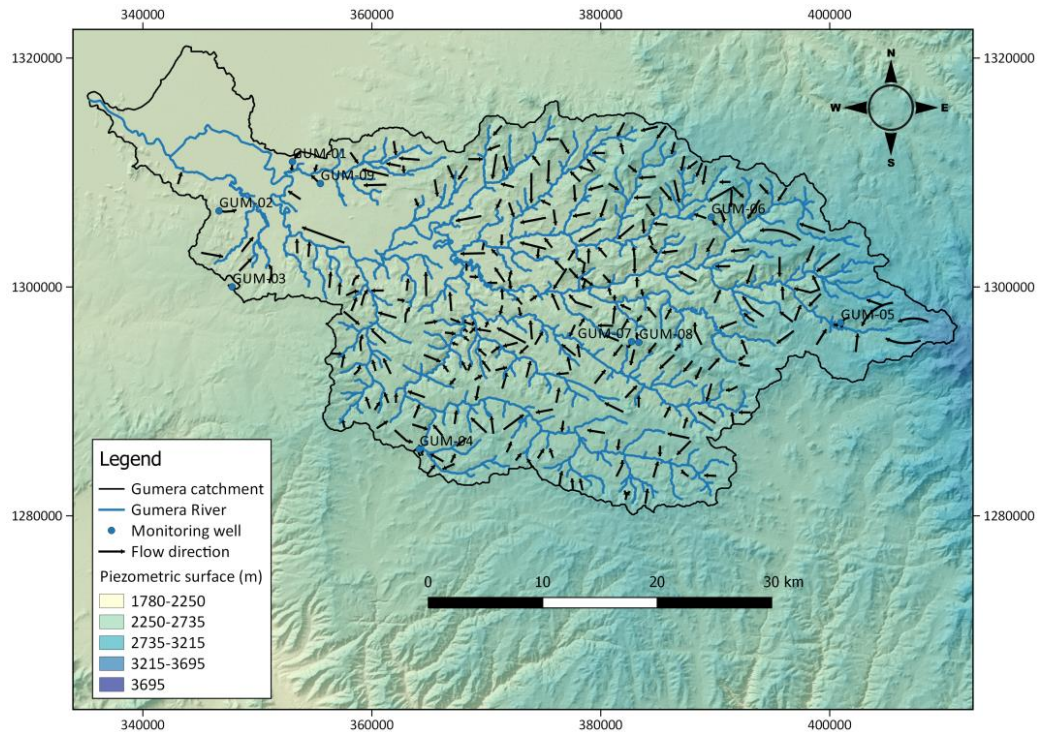 340000 360000 380000 400000
1320000 1320000
N
W E
S
GUM-01
GUM-09
GUM-02
GUM-06
1300000 1300000
GUM-03
GUM-05
GUM-07 GUM-08
GUM-04
Legend
Gumera catchment
Gumera River
Monitoring well
Flow direction
Piezometric surface (m)
1780-2250
2250-2735
2735-3215
3215-3695
3695
1280000 1280000
0 10 20 30 km
340000 360000 380000 400000